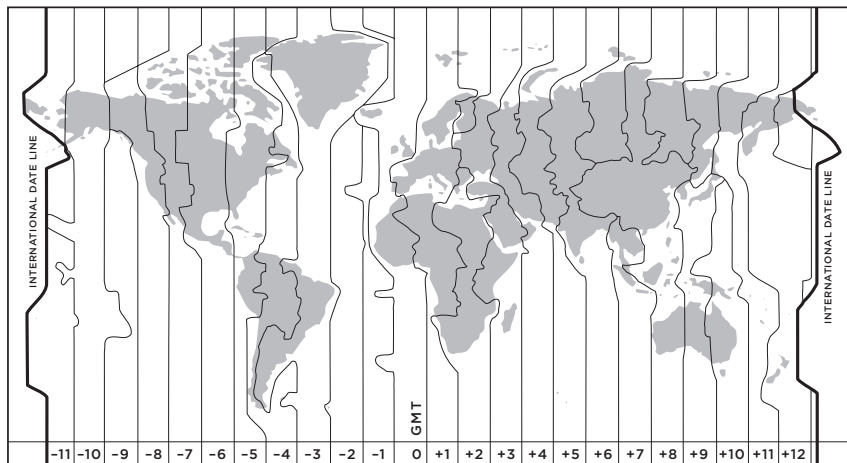 INTERNATIONAL DATE LINE
INTERNATIONAL DATE LINE
GMT
−11 −10 −9 −8 −7 −6 −5 −4 −3 −2 −1 0 +1 +2 +3 +4 +5 +6 +7 +8 +9 +10 +11 +12